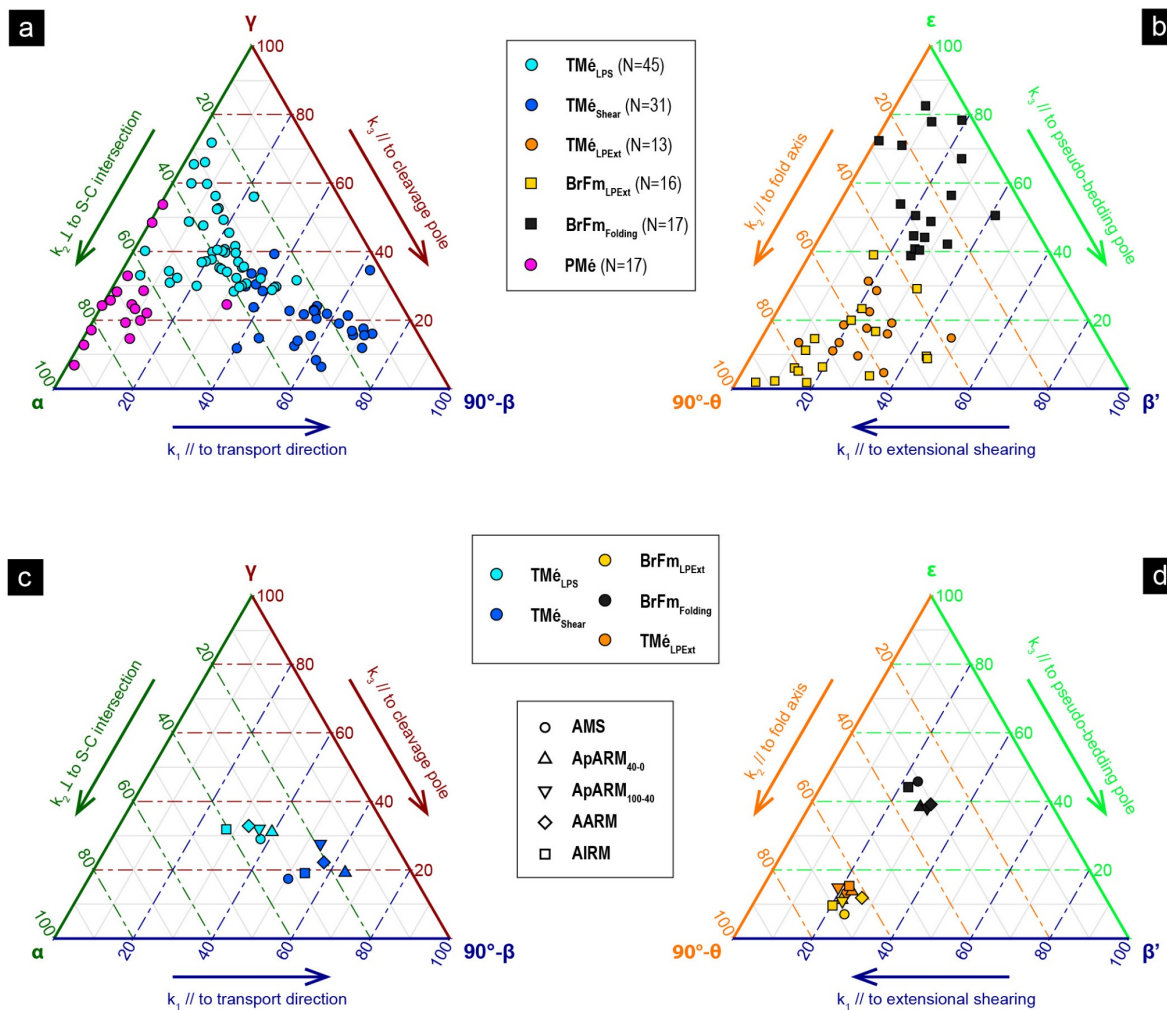 a
γ
100
80
60
40
20
20
40
60
80
100
20
40
60
80
100
α
90°-β
k₂ ⊥ to S-C intersection
k₃ // to cleavage pole
k₁ // to transport direction
TMéLPS (N=45)
TMéShear (N=31)
TMéLPExt (N=13)
BrFmLPExt (N=16)
BrFmFolding (N=17)
PMé (N=17)
b
ε
100
80
60
40
20
20
40
60
80
100
20
40
60
80
100
90°-θ
β’
k₂ // to fold axis
k₃ // to pseudo-bedding pole
k₁ // to extensional shearing
c
γ
100
80
60
40
20
20
40
60
80
100
20
40
60
80
100
α
90°-β
k₂ ⊥ to S-C intersection
k₃ // to cleavage pole
k₁ // to transport direction
TMéLPS
TMéShear
BrFmLPExt
BrFmFolding
TMéLPExt
AMS
ApARM40-0
ApARM100-40
AARM
AIRM
d
ε
100
80
60
40
20
20
40
60
80
100
20
40
60
80
100
90°-θ
β’
k₂ // to fold axis
k₃ // to pseudo-bedding pole
k₁ // to extensional shearing